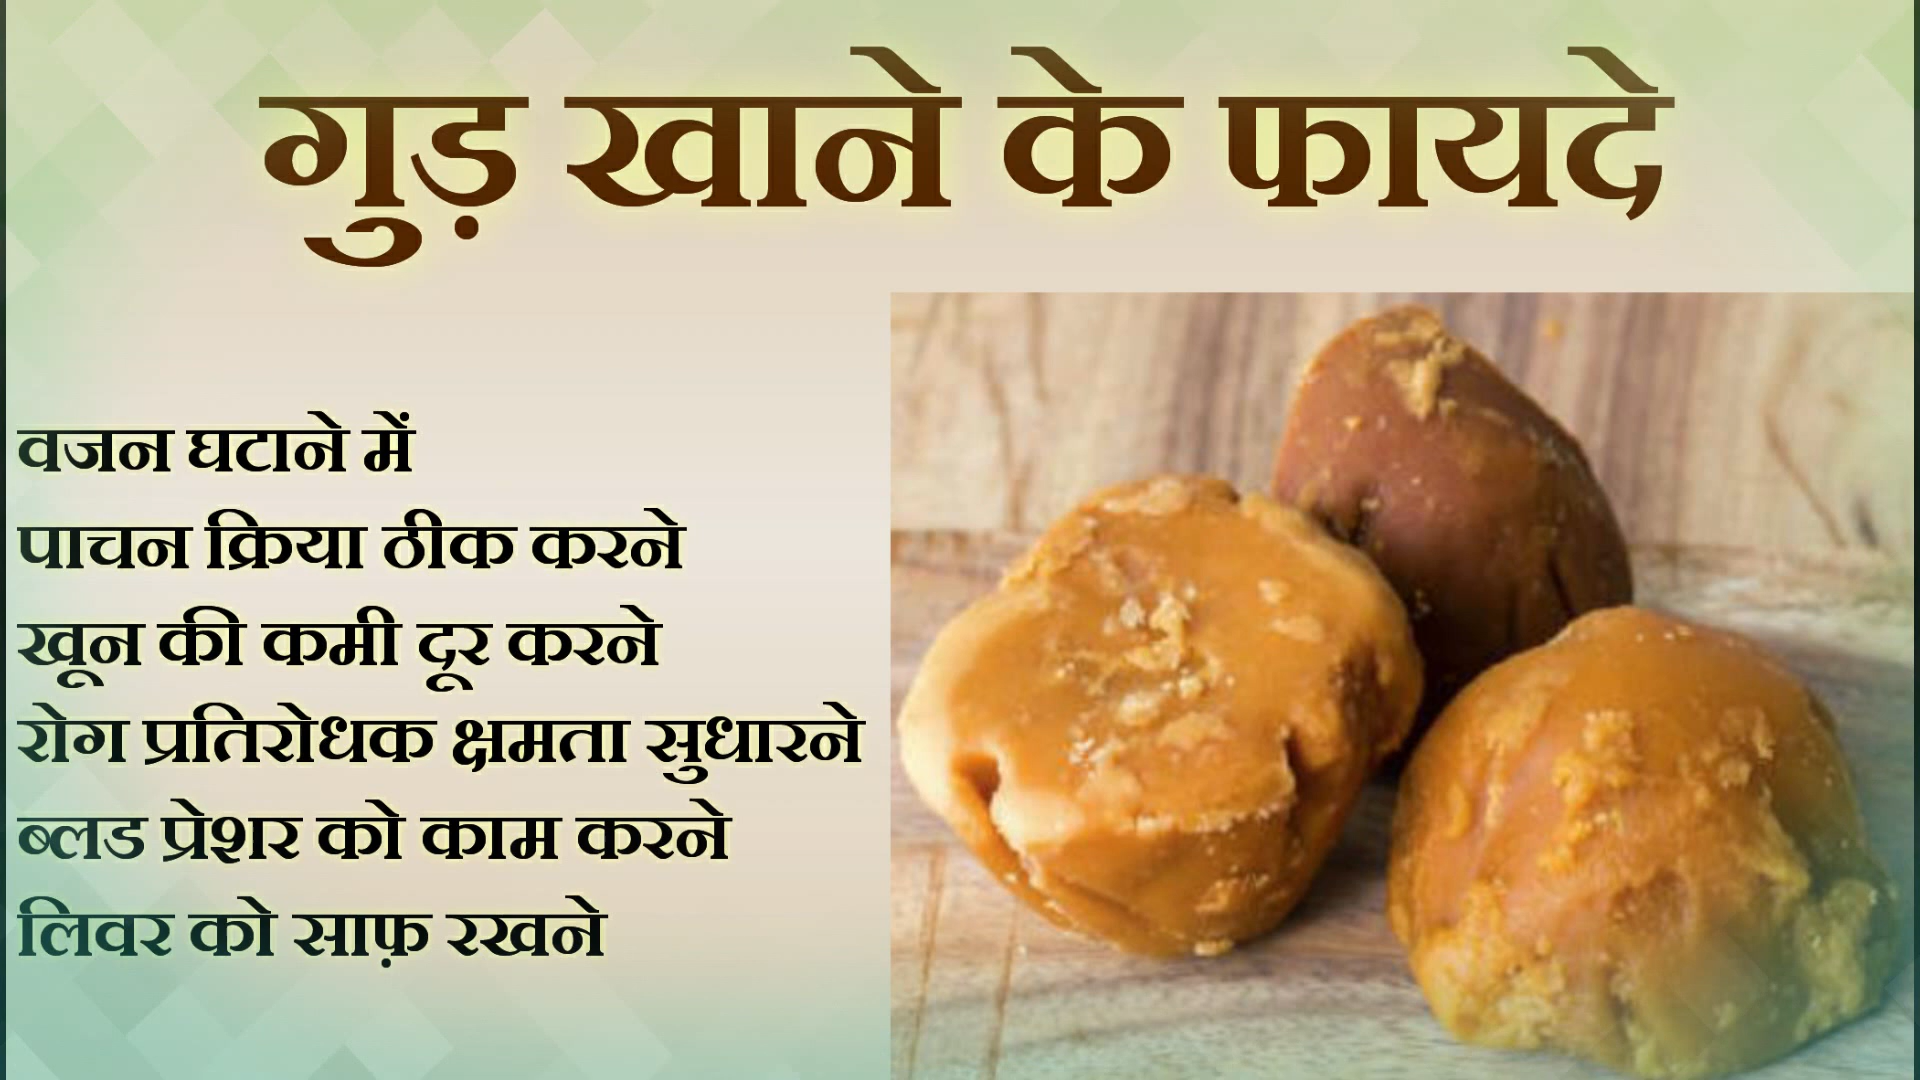 गुड़ खाने के फायदे
वजन घटाने में
पाचन क्रिया ठीक करने
खून की कमी दूर करने
रोग प्रतिरोधक क्षमता सुधारने
ब्लड प्रेशर को काम करने
लिवर को साफ़ रखने